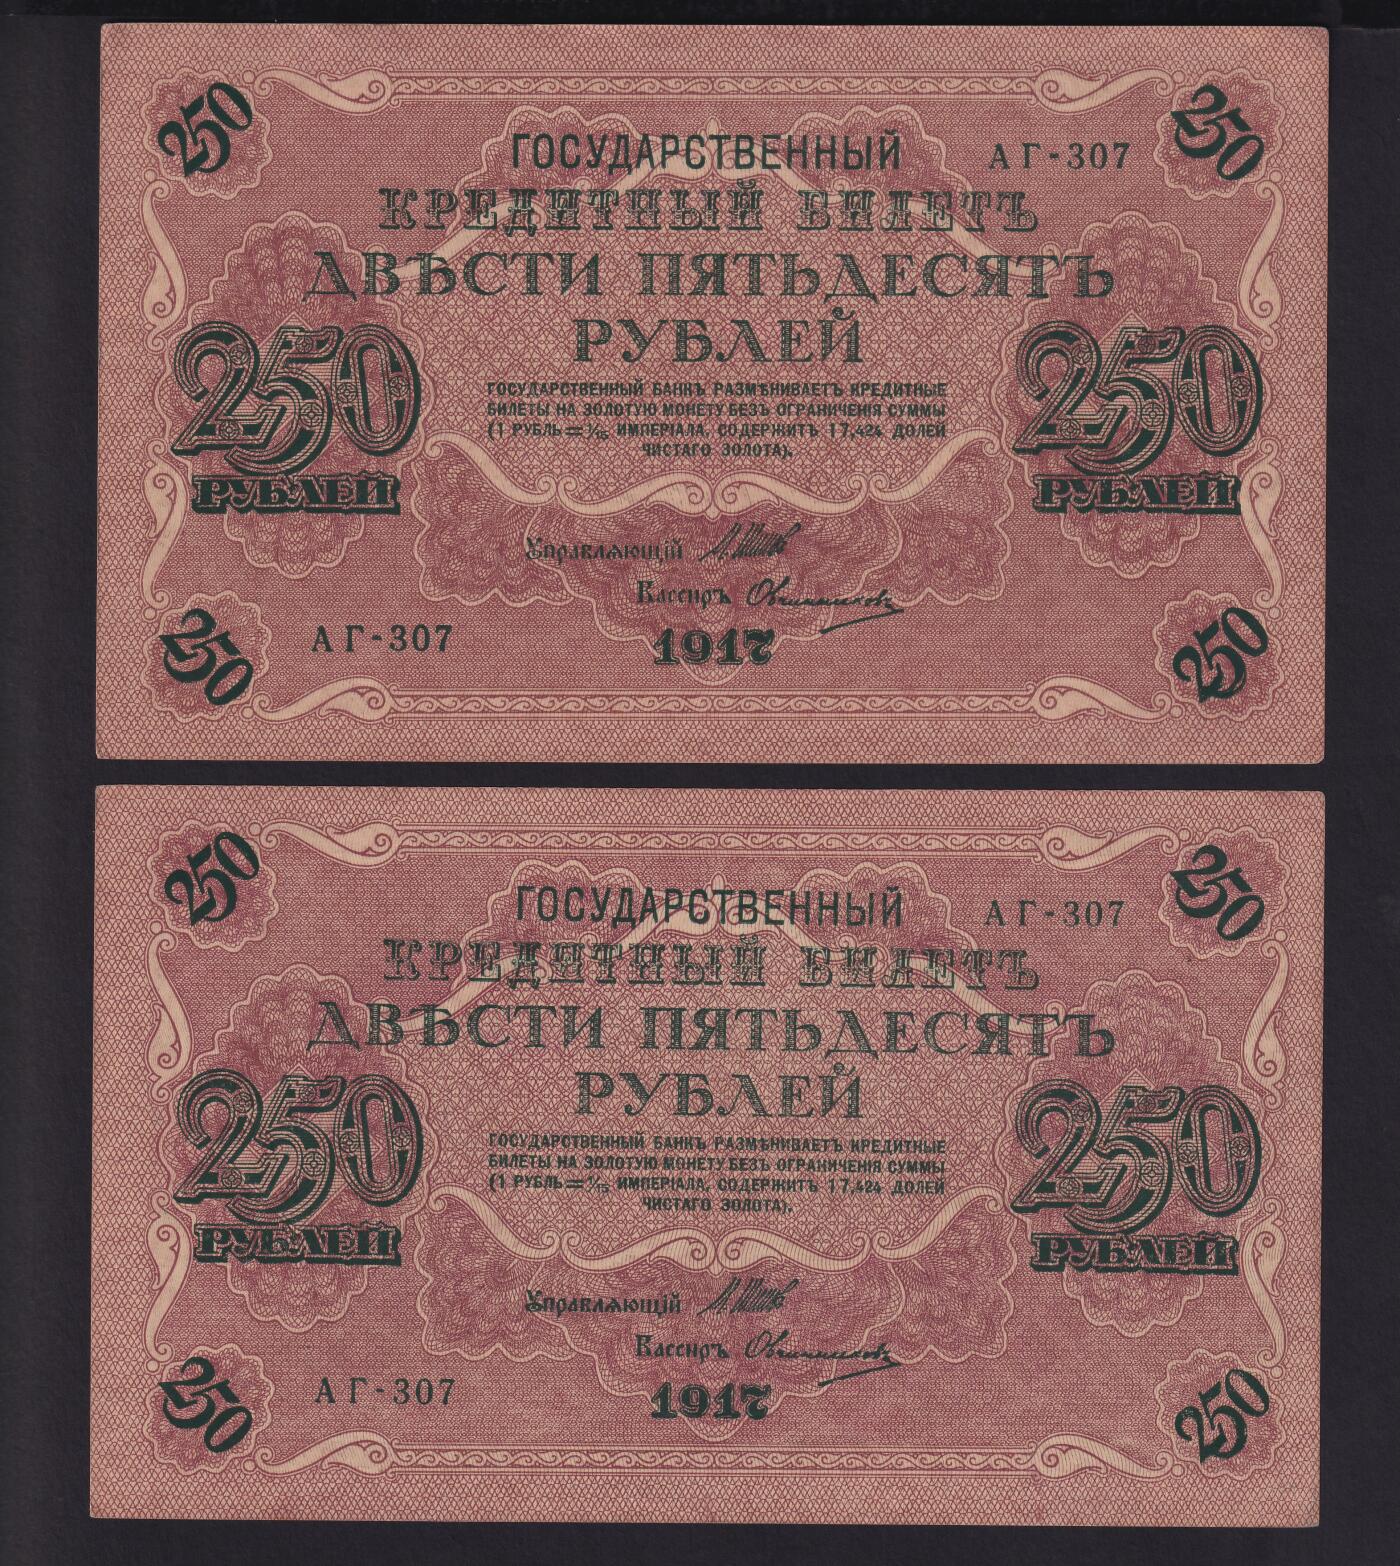 250 250
ГОСУДАРСТВЕННЫЙ АГ-307
КРЕДИТНЫЙ БИЛЕТЪ
ДВѢСТИ ПЯТЬДЕСЯТЪ
РУБЛЕЙ
250 250
РУБЛЕЙ РУБЛЕЙ
ГОСУДАРСТВЕННЫЙ БАНКЪ РАЗМѢНИВАЕТЪ КРЕДИТНЫЕ
БИЛЕТЫ НА ЗОЛОТУЮ МОНЕТУ БЕЗЪ ОГРАНИЧЕНІЯ СУММЫ
(1 РУБЛЬ = 1/15 ИМПЕРІАЛА, СОДЕРЖИТЪ 17,424 ДОЛЕЙ
ЧИСТАГО ЗОЛОТА).
Управляющій И. Шипов
Кассиръ Овчинниковъ
АГ-307 1917
250 250
250 250
ГОСУДАРСТВЕННЫЙ АГ-307
КРЕДИТНЫЙ БИЛЕТЪ
ДВѢСТИ ПЯТЬДЕСЯТЪ
РУБЛЕЙ
250 250
РУБЛЕЙ РУБЛЕЙ
ГОСУДАРСТВЕННЫЙ БАНКЪ РАЗМѢНИВАЕТЪ КРЕДИТНЫЕ
БИЛЕТЫ НА ЗОЛОТУЮ МОНЕТУ БЕЗЪ ОГРАНИЧЕНІЯ СУММЫ
(1 РУБЛЬ = 1/15 ИМПЕРІАЛА, СОДЕРЖИТЪ 17,424 ДОЛЕЙ
ЧИСТАГО ЗОЛОТА).
Управляющій И. Шипов
Кассиръ Овчинниковъ
АГ-307 1917
250 250